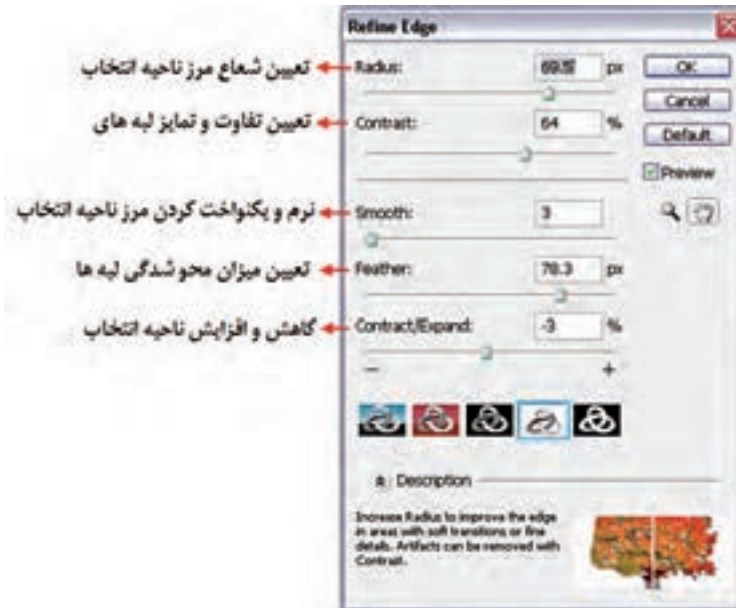 Refine Edge
تعیین شعاع مرز ناحیه انتخاب
Radius:
px
OK
Cancel
تعیین تفاوت و تمایز لبه های
Contrast:
64
%
Default
Preview
نرم و یکنواخت کردن مرز ناحیه انتخاب
Smooth:
3
تعیین میزان محو شدگی لبه ها
Feather:
78.3
px
کاهش و افزایش ناحیه انتخاب
Contract/Expand:
-3
%
−
+
Description
Increase Radius to improve the edge
in areas with soft transitions or fine
details. Artifacts can be removed with
Contrast.